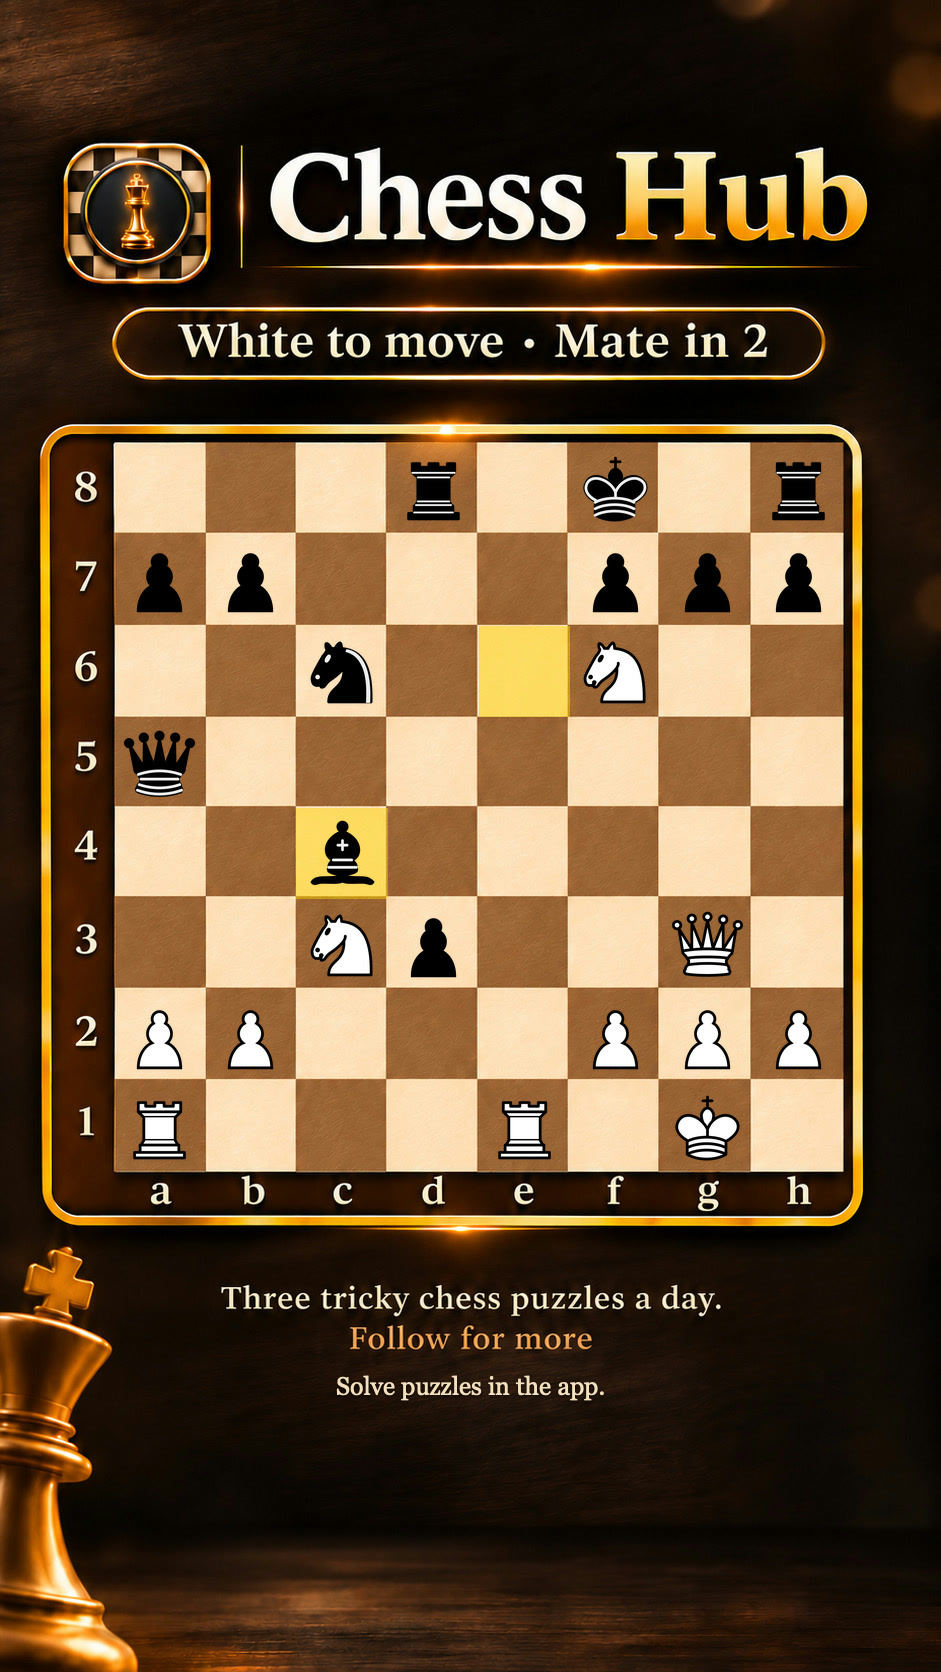 Chess Hub
White to move · Mate in 2
8
7
6
5
4
3
2
1
a b c d e f g h
Three tricky chess puzzles a day.
Follow for more
Solve puzzles in the app.